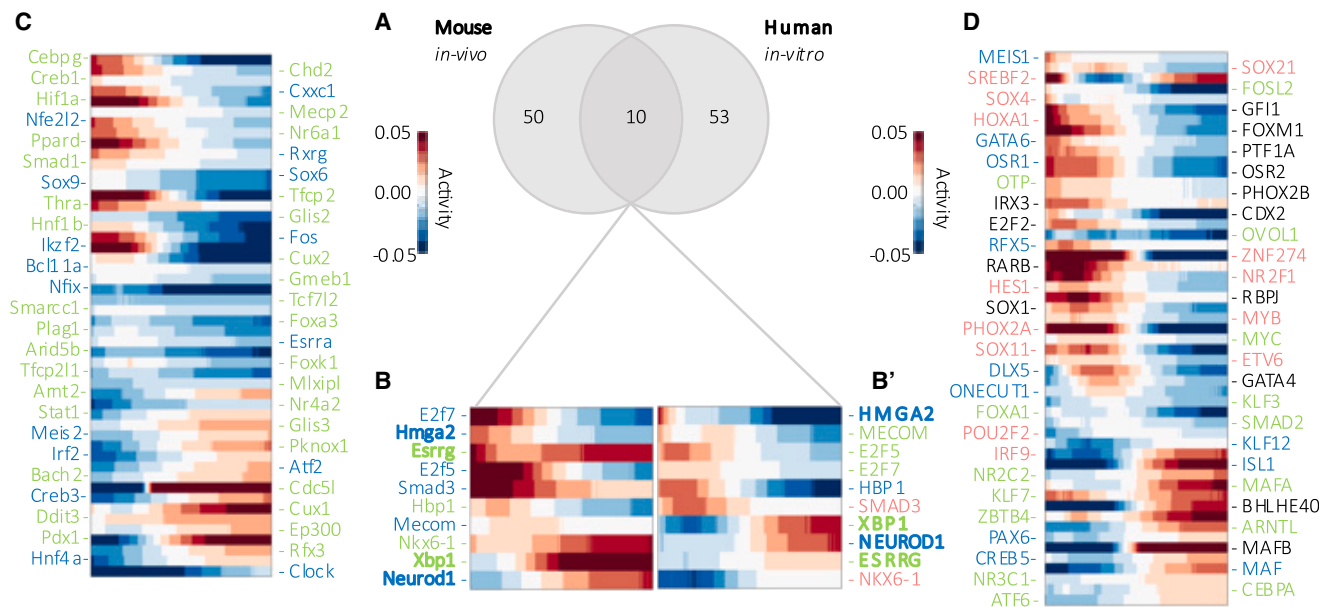 C
Cebpg
Creb1
Hif1a
Nfe2l2
Ppard
Smad1
Sox9
Thra
Hnf1b
Ikzf2
Bcl11a
Nfix
Smarcc1
Plag1
Arid5b
Tfcp2l1
Arnt2
Stat1
Meis2
Irf2
Bach2
Creb3
Ddit3
Pdx1
Hnf4a
Chd2
Cxxc1
Mecp2
Nr6a1
Rxrg
Sox6
Tfcp2
Glis2
Fos
Cux2
Gmeb1
Tcf7l2
Foxa3
Esrra
Foxk1
Mlxipl
Nr4a2
Glis3
Pknox1
Atf2
Cdc5l
Cux1
Ep300
Rfx3
Clock
A
Mouse
in-vivo
Human
in-vitro
50
10
53
0.05
0.00
-0.05
Activity
0.05
0.00
-0.05
Activity
B
E2f7
Hmga2
Esrrg
E2f5
Smad3
Hbp1
Mecom
Nkx6-1
Xbp1
Neurod1
B’
HMGA2
MECOM
E2F5
E2F7
HBP1
SMAD3
XBP1
NEUROD1
ESRRG
NKX6-1
D
MEIS1
SREBF2
SOX4
HOXA1
GATA6
OSR1
OTP
IRX3
E2F2
RFX5
RARB
HES1
SOX1
PHOX2A
SOX11
DLX5
ONECUT1
FOXA1
POU2F2
IRF9
NR2C2
KLF7
ZBTB4
PAX6
CREB5
NR3C1
ATF6
SOX21
FOSL2
GFI1
FOXM1
PTF1A
OSR2
PHOX2B
CDX2
OVOL1
ZNF274
NR2F1
RBPJ
MYB
MYC
ETV6
GATA4
KLF3
SMAD2
KLF12
ISL1
MAFA
BHLHE40
ARNTL
MAFB
MAF
CEBPA